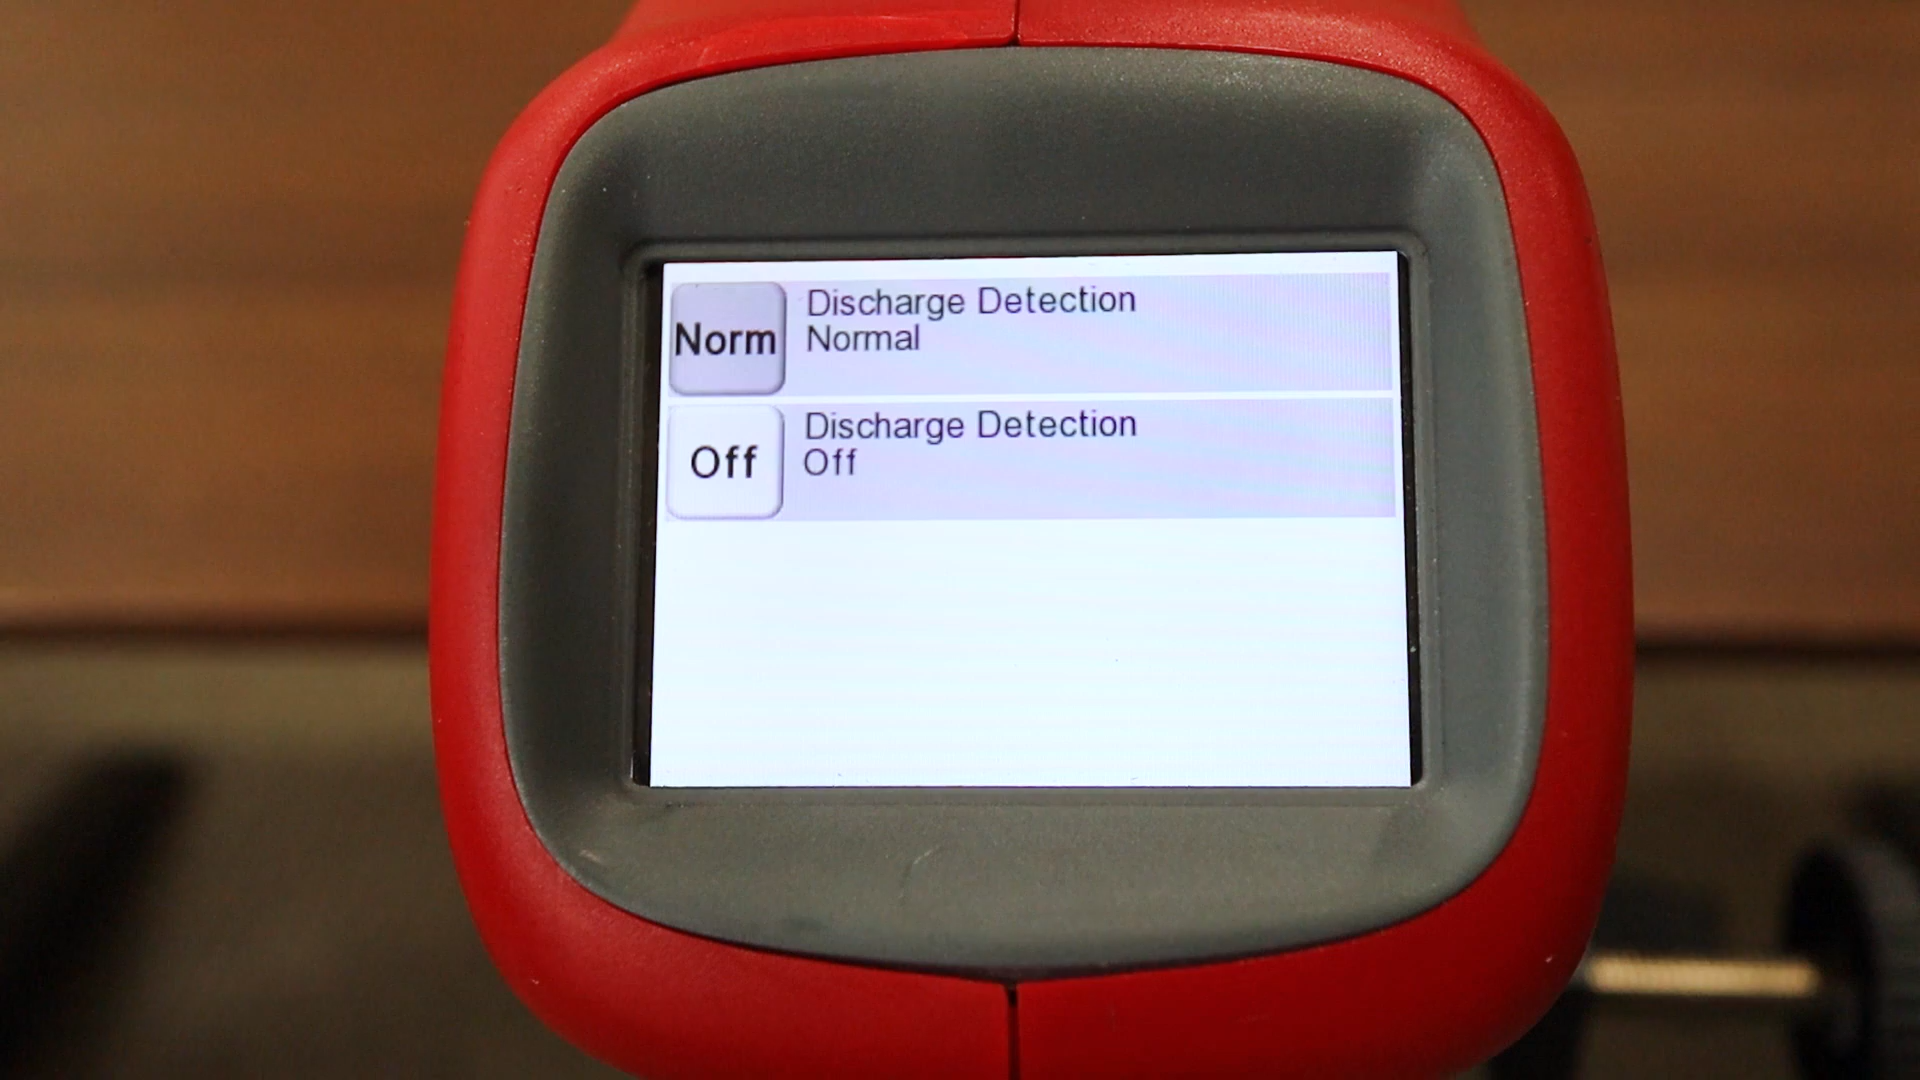 Norm
Discharge Detection
Normal
Off
Discharge Detection
Off